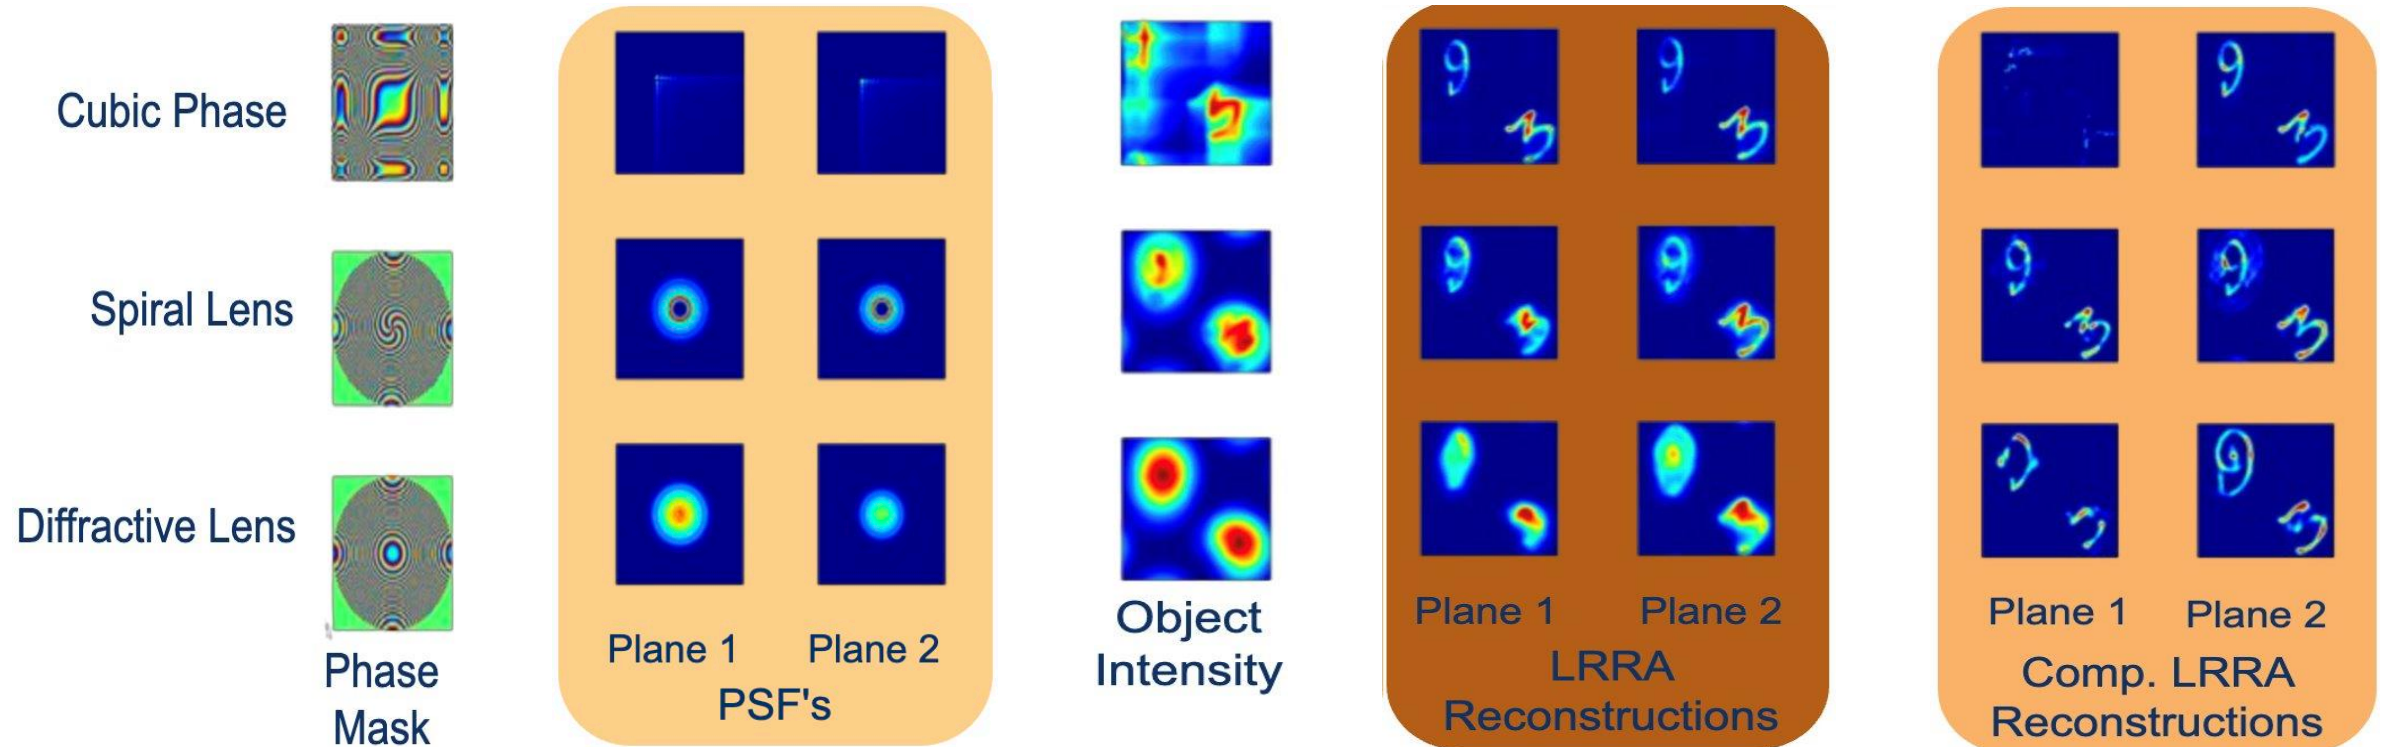 Cubic Phase
Spiral Lens
Diffractive Lens
Phase
Mask
Plane 1 Plane 2
PSF's
Object
Intensity
Plane 1 Plane 2
LRRA
Reconstructions
Plane 1 Plane 2
Comp. LRRA
Reconstructions